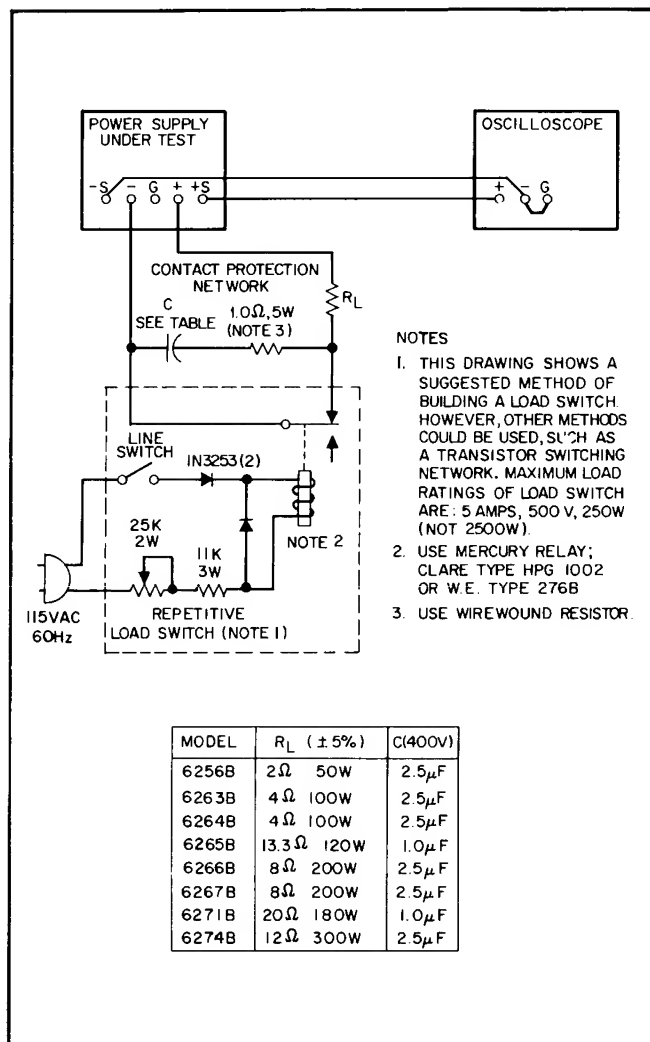 POWER SUPPLY
UNDER TEST
-S - G + +S
OSCILLOSCOPE
+ - G
CONTACT PROTECTION
NETWORK
C
SEE TABLE
1.0Ω, 5W
(NOTE 3)
RL
LINE
SWITCH
IN3253(2)
NOTE 2
25K
2W
11K
3W
115VAC
60Hz
REPETITIVE
LOAD SWITCH (NOTE 1)
NOTES
1. THIS DRAWING SHOWS A
SUGGESTED METHOD OF
BUILDING A LOAD SWITCH.
HOWEVER, OTHER METHODS
COULD BE USED, SUCH AS
A TRANSISTOR SWITCHING
NETWORK. MAXIMUM LOAD
RATINGS OF LOAD SWITCH
ARE: 5 AMPS, 500 V, 250W
(NOT 2500W).
2. USE MERCURY RELAY;
CLARE TYPE HPG 1002
OR W.E. TYPE 276B
3. USE WIREWOUND RESISTOR.
MODEL RL (±5%) C(400V)
6256B 2Ω 50W 2.5μF
6263B 4Ω 100W 2.5μF
6264B 4Ω 100W 2.5μF
6265B 13.3Ω 120W 1.0μF
6266B 8Ω 200W 2.5μF
6267B 8Ω 200W 2.5μF
6271B 20Ω 180W 1.0μF
6274B 12Ω 300W 2.5μF